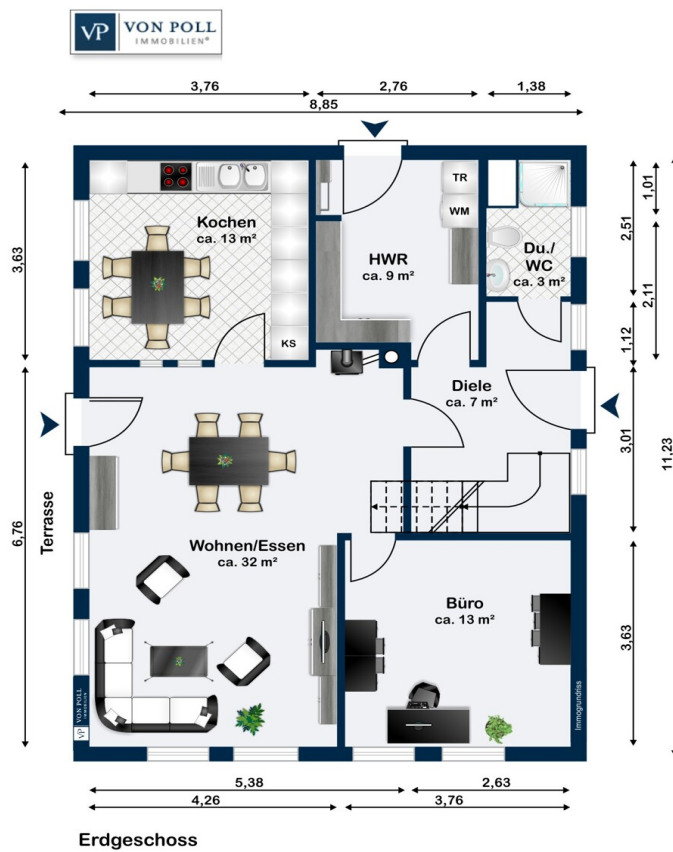 VP VON POLL
IMMOBILIEN®
3,76
2,76
1,38
8,85
3,63
6,76
Kochen
ca. 13 m²
KS
TR
WM
HWR
ca. 9 m²
Du./
WC
ca. 3 m²
2,51
1,01
2,11
1,12
3,01
11,23
3,63
Diele
ca. 7 m²
Terrasse
Wohnen/Essen
ca. 32 m²
Büro
ca. 13 m²
VP VON POLL
IMMOBILIEN
Immogrundriss
5,38
2,63
4,26
3,76
Erdgeschoss